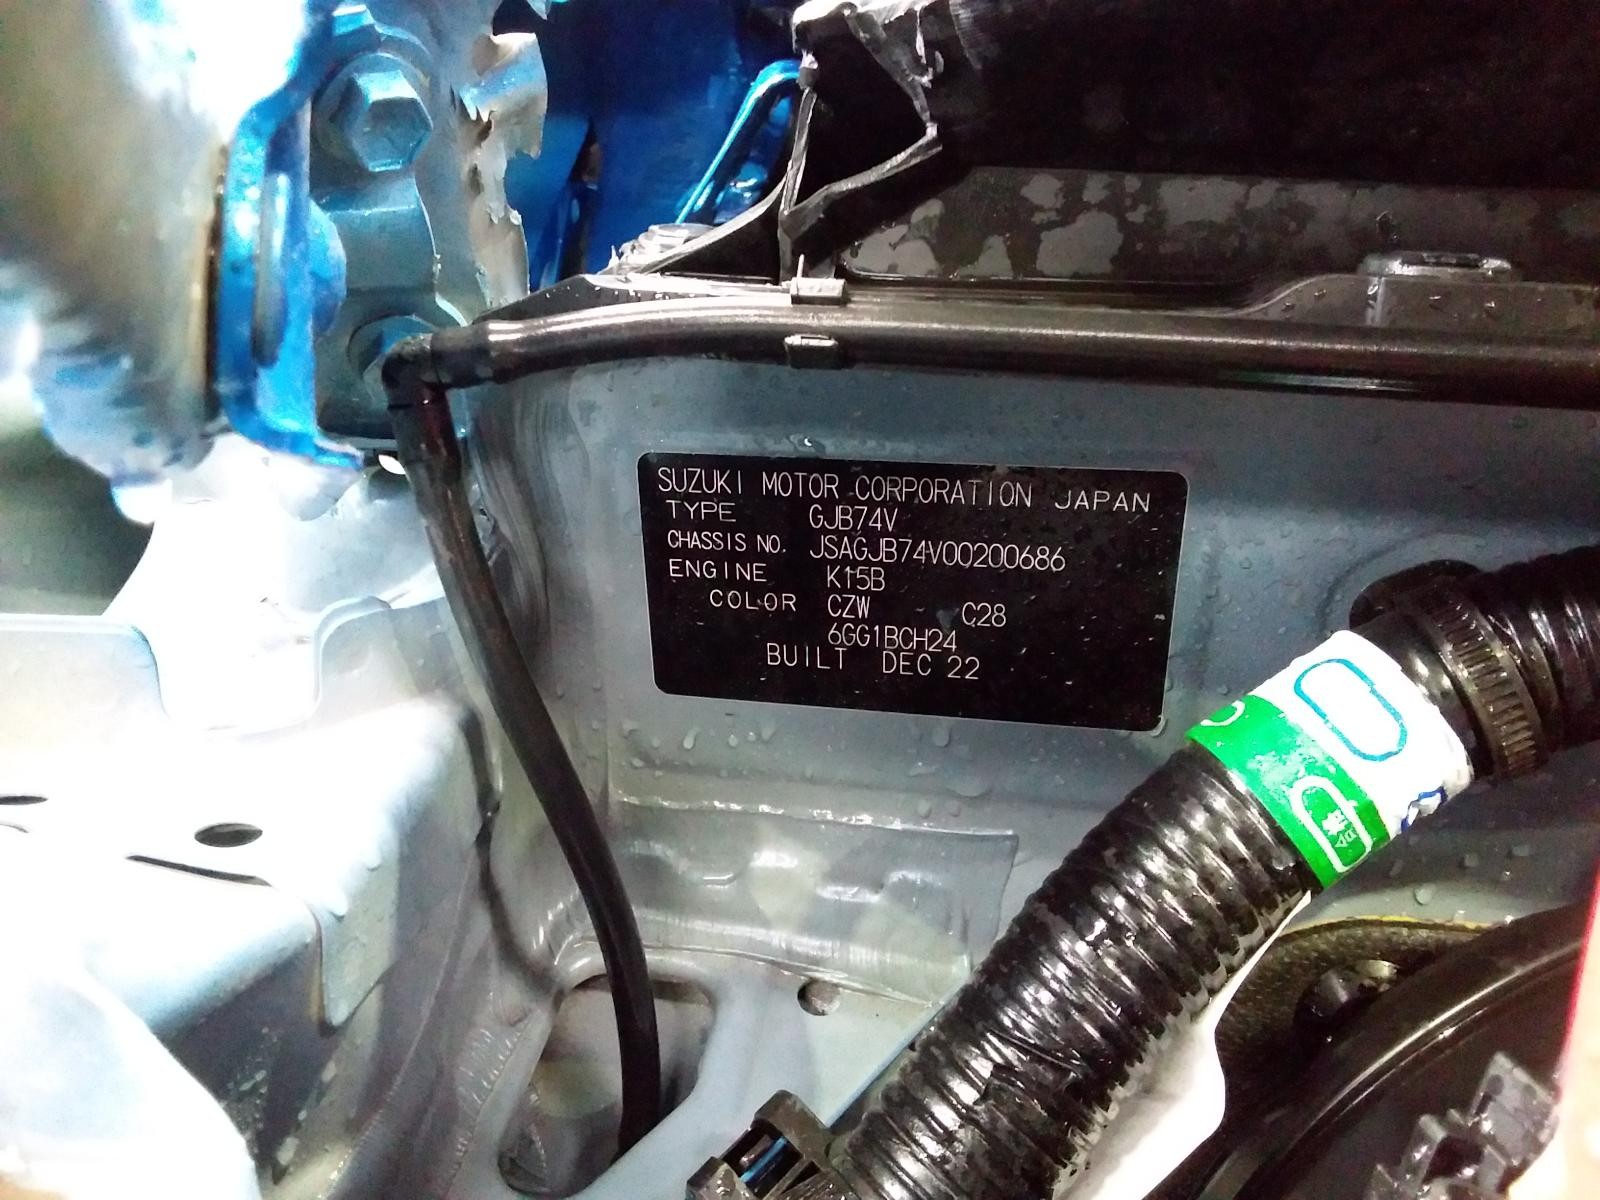 SUZUKI MOTOR CORPORATION JAPAN
TYPE GJB74V
CHASSIS NO. JSAGJB74V00200686
ENGINE K15B
COLOR CZW C28
6GG1BCH24
BUILT DEC 22